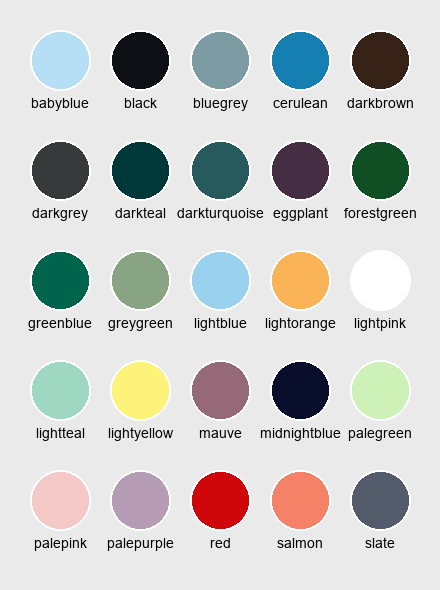 babyblue black bluegrey cerulean darkbrown
darkgrey darkteal darkturquoise eggplant forestgreen
greenblue greygreen lightblue lightorange lightpink
lightteal lightyellow mauve midnightblue palegreen
palepink palepurple red salmon slate